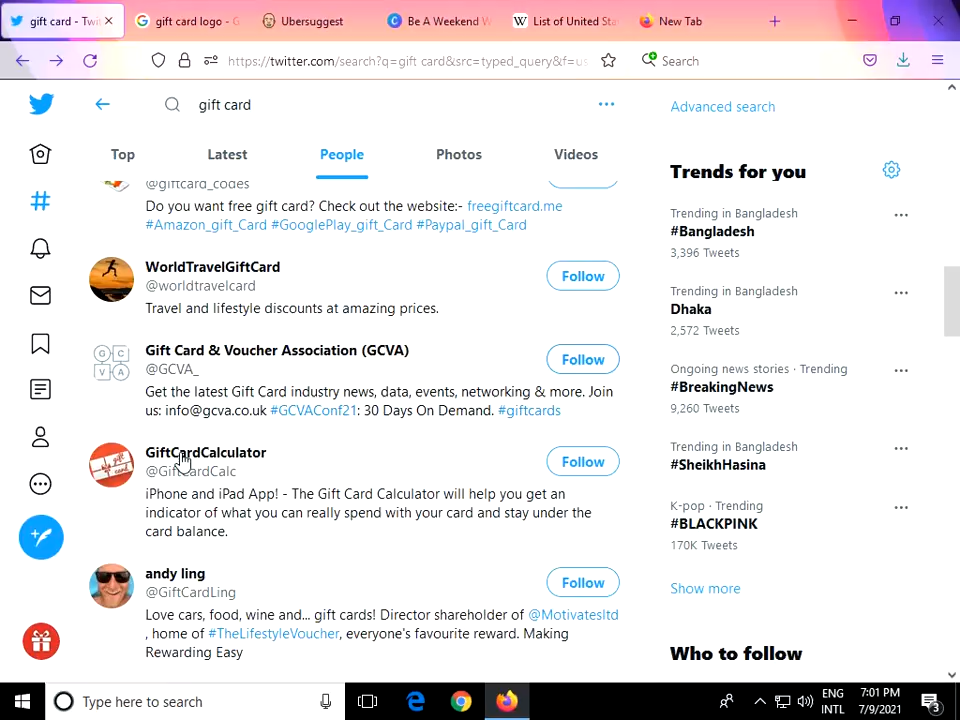 gift card - Twi
gift card logo - G
Ubersuggest
Be A Weekend W
List of United Sta
New Tab
https://twitter.com/search?q=gift card&src=typed_query&f=us
Search
gift card
Top
Latest
People
Photos
Videos
@giftcard_codes
Do you want free gift card? Check out the website:- freegiftcard.me
#Amazon_gift_Card #GooglePlay_gift_Card #Paypal_gift_Card
WorldTravelGiftCard
@worldtravelcard
Follow
Travel and lifestyle discounts at amazing prices.
G C
V A
Gift Card & Voucher Association (GCVA)
@GCVA_
Follow
Get the latest Gift Card industry news, data, events, networking & more. Join
us: info@gcva.co.uk #GCVAConf21: 30 Days On Demand. #giftcards
GiftCardCalculator
@GiftCardCalc
Follow
iPhone and iPad App! - The Gift Card Calculator will help you get an
indicator of what you can really spend with your card and stay under the
card balance.
andy ling
@GiftCardLing
Follow
Love cars, food, wine and... gift cards! Director shareholder of @Motivatesltd
, home of #TheLifestyleVoucher, everyone's favourite reward. Making
Rewarding Easy
Advanced search
Trends for you
Trending in Bangladesh
#Bangladesh
3,396 Tweets
Trending in Bangladesh
Dhaka
2,572 Tweets
Ongoing news stories · Trending
#BreakingNews
9,260 Tweets
Trending in Bangladesh
#SheikhHasina
K-pop · Trending
#BLACKPINK
170K Tweets
Show more
Who to follow
Type here to search
ENG
INTL
7:01 PM
7/9/2021
3